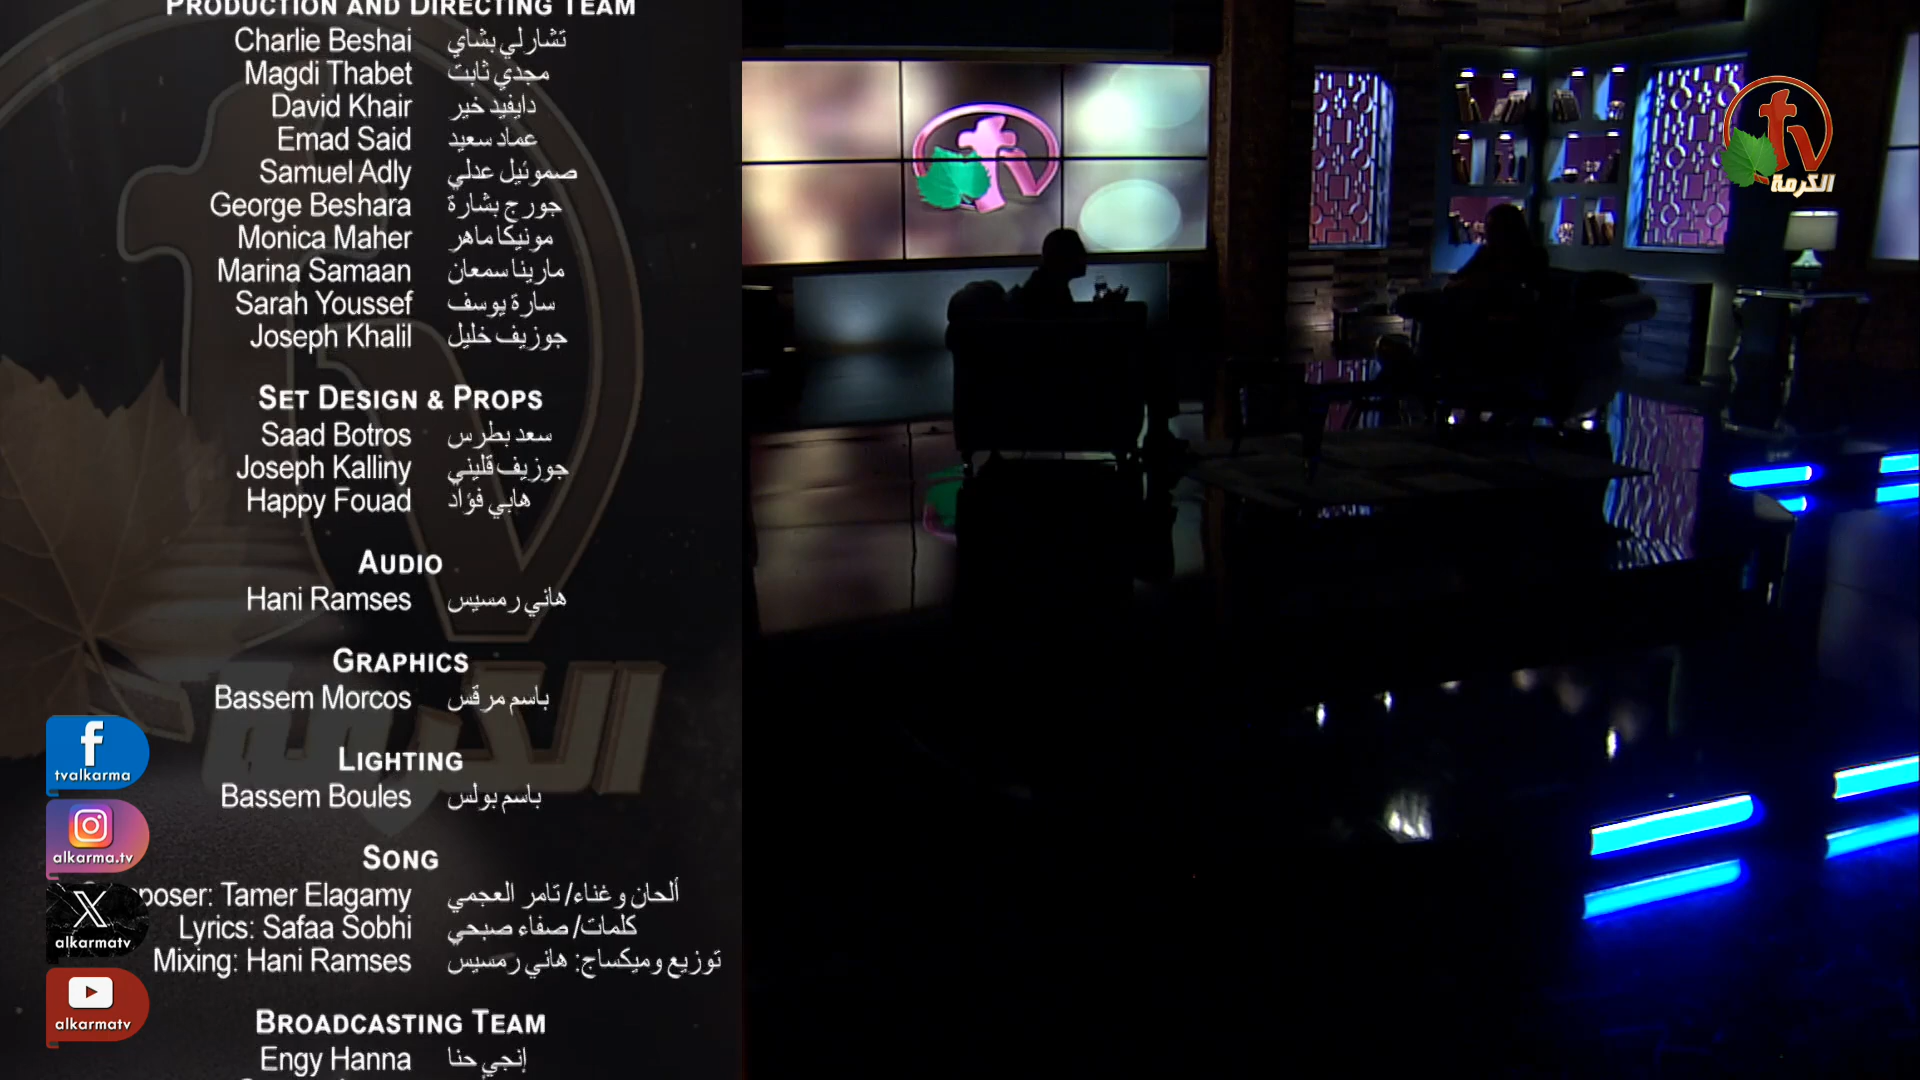 PRODUCTION AND DIRECTING TEAM
Charlie Beshai تشارلي بشاي
Magdi Thabet مجدي ثابت
David Khair دايفيد خير
Emad Said عماد سعيد
Samuel Adly صموئيل عدلي
George Beshara جورج بشارة
Monica Maher مونيكا ماهر
Marina Samaan مارينا سمعان
Sarah Youssef سارة يوسف
Joseph Khalil جوزيف خليل
SET DESIGN & PROPS
Saad Botros سعد بطرس
Joseph Kalliny جوزيف قليني
Happy Fouad هابي فؤاد
AUDIO
Hani Ramses هاني رمسيس
GRAPHICS
Bassem Morcos باسم مرقس
LIGHTING
Bassem Boules باسم بولس
SONG
poser: Tamer Elagamy ألحان وغناء/ تامر العجمي
Lyrics: Safaa Sobhi كلمات/ صفاء صبحي
Mixing: Hani Ramses توزيع وميكساج: هاني رمسيس
BROADCASTING TEAM
Engy Hanna إنجي حنا
tvalkarma
alkarma.tv
alkarmatv
alkarmatv
tv
الكرمة
الكرمة